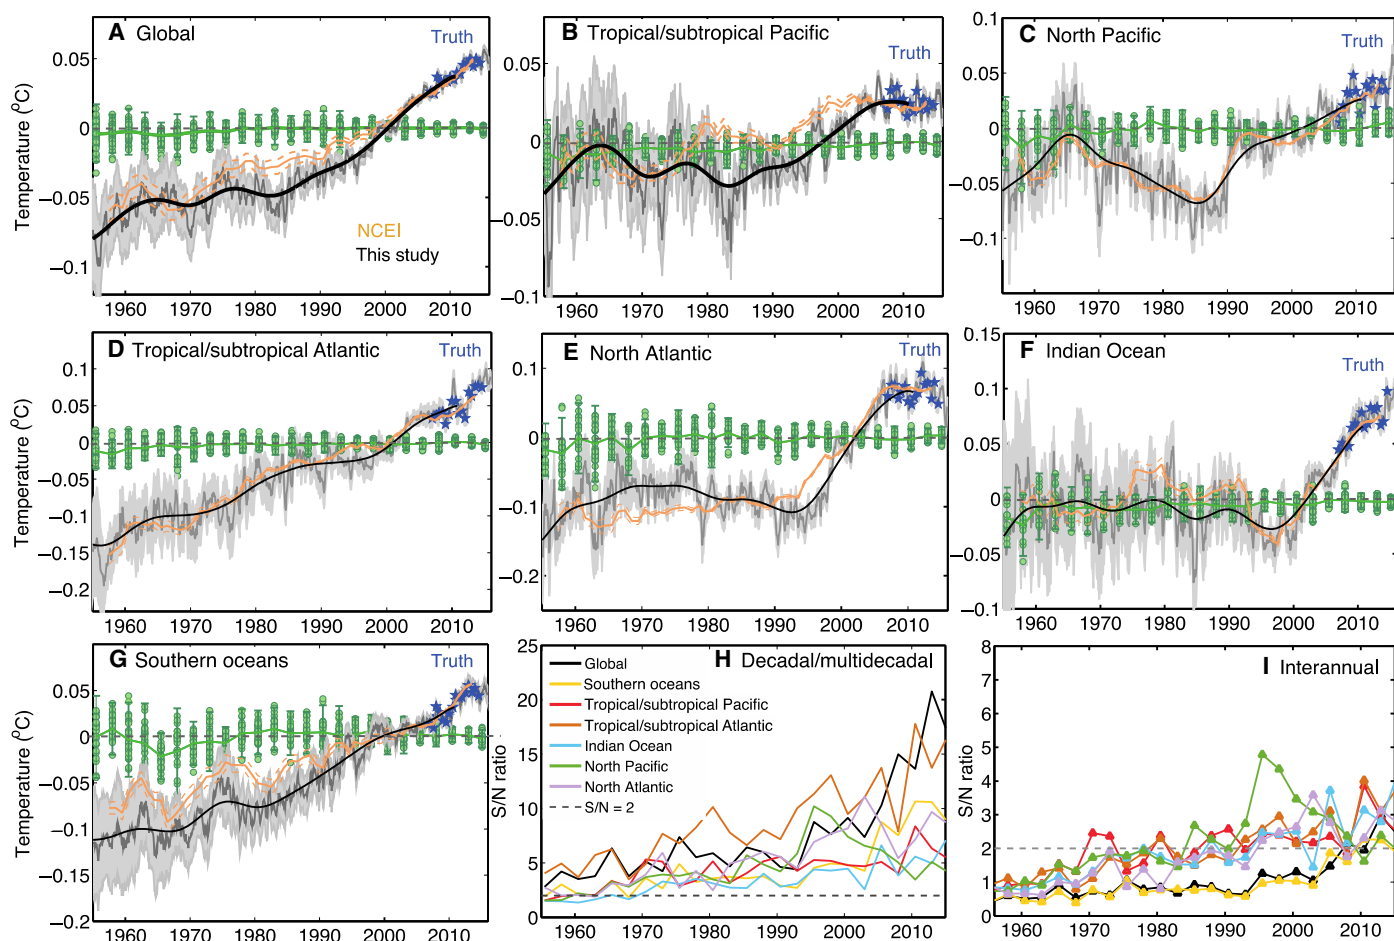 A Global
Truth
Temperature (⁰C)
0.05
0
−0.05
−0.1
NCEI
This study
1960 1970 1980 1990 2000 2010
B Tropical/subtropical Pacific
Truth
0.05
0
−0.05
−0.1
1960 1970 1980 1990 2000 2010
C North Pacific
Truth
0.1
0.05
0
−0.05
−0.1
1960 1970 1980 1990 2000 2010
D Tropical/subtropical Atlantic
Truth
Temperature (⁰C)
0.1
0.05
0
−0.05
−0.1
−0.15
−0.2
1960 1970 1980 1990 2000 2010
E North Atlantic
Truth
0.1
0
−0.1
−0.2
1960 1970 1980 1990 2000 2010
F Indian Ocean
Truth
0.15
0.1
0.05
0
−0.05
−0.1
1960 1970 1980 1990 2000 2010
G Southern oceans
Truth
Temperature (⁰C)
0.05
0
−0.05
−0.1
−0.15
−0.2
1960 1970 1980 1990 2000 2010
H Decadal/multidecadal
S/N ratio
25
20
15
10
5
0
Global
Southern oceans
Tropical/subtropical Pacific
Tropical/subtropical Atlantic
Indian Ocean
North Pacific
North Atlantic
S/N = 2
1960 1970 1980 1990 2000 2010
I Interannual
S/N ratio
8
7
6
5
4
3
2
1
0
1960 1970 1980 1990 2000 2010